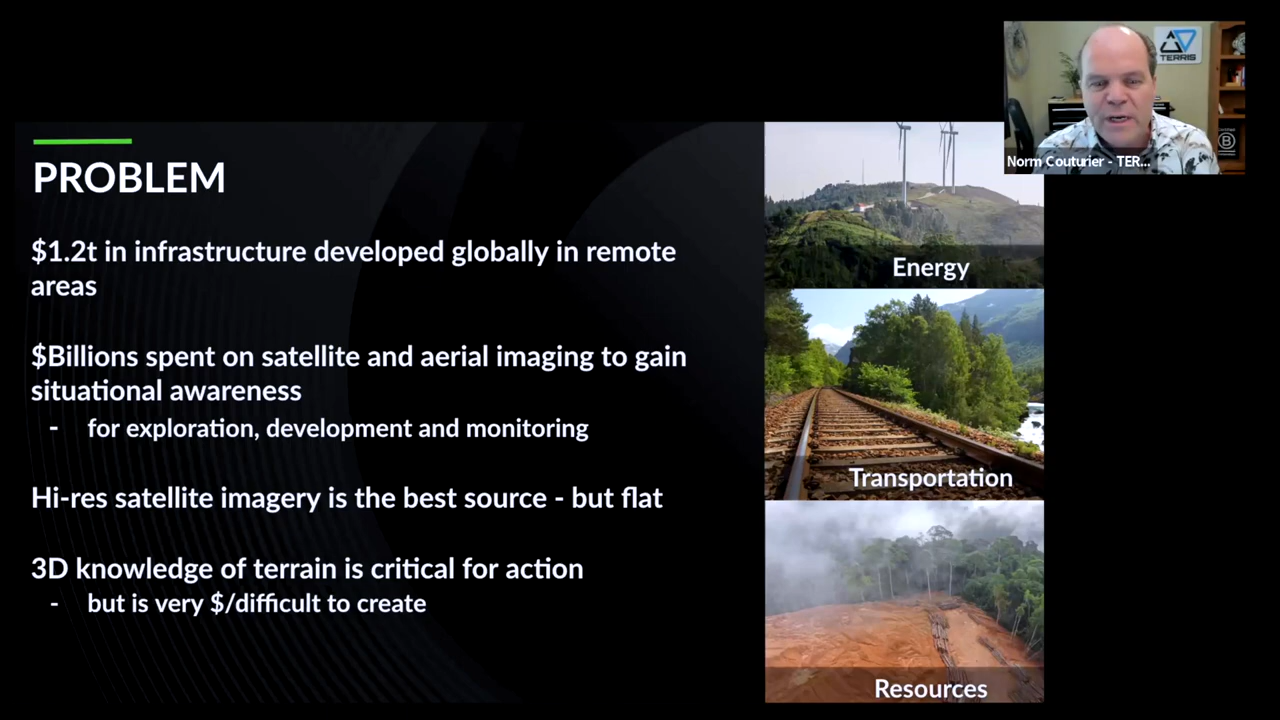 TERRIS
B
Norm Couturier - TER...
PROBLEM
$1.2t in infrastructure developed globally in remote
areas
$Billions spent on satellite and aerial imaging to gain
situational awareness
- for exploration, development and monitoring
Hi-res satellite imagery is the best source - but flat
3D knowledge of terrain is critical for action
- but is very $/difficult to create
Energy
Transportation
Resources